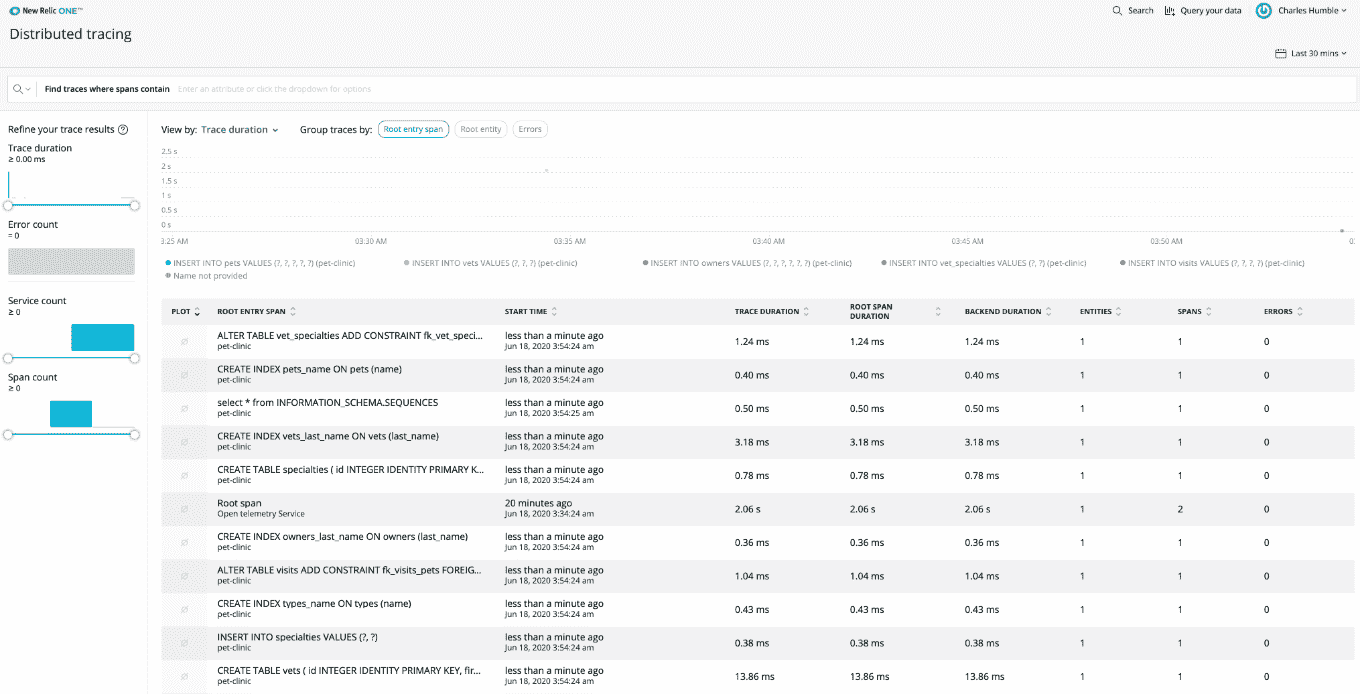 New Relic ONE™
Search
Query your data
Charles Humble
Distributed tracing
Last 30 mins
Find traces where spans contain Enter an attribute or click the dropdown for options
Refine your trace results
Trace duration
≥ 0.00 ms
Error count
= 0
Service count
≥ 0
Span count
≥ 0
View by: Trace duration
Group traces by: Root entry span Root entity Errors
2.5 s
2 s
1.5 s
1 s
0.5 s
0 s
3:25 AM 03:30 AM 03:35 AM 03:40 AM 03:45 AM 03:50 AM 03
INSERT INTO pets VALUES (?, ?, ?, ?, ?) (pet-clinic) INSERT INTO vets VALUES (?, ?, ?) (pet-clinic) INSERT INTO owners VALUES (?, ?, ?, ?, ?, ?) (pet-clinic) INSERT INTO vet_specialties VALUES (?, ?) (pet-clinic) INSERT INTO visits VALUES (?, ?, ?, ?) (pet-clinic)
Name not provided
PLOT ROOT ENTRY SPAN START TIME TRACE DURATION ROOT SPAN DURATION BACKEND DURATION ENTITIES SPANS ERRORS
ALTER TABLE vet_specialties ADD CONSTRAINT fk_vet_speci... less than a minute ago 1.24 ms 1.24 ms 1.24 ms 1 1 0
pet-clinic Jun 18, 2020 3:54:24 am
CREATE INDEX pets_name ON pets (name) less than a minute ago 0.40 ms 0.40 ms 0.40 ms 1 1 0
pet-clinic Jun 18, 2020 3:54:24 am
select * from INFORMATION_SCHEMA.SEQUENCES less than a minute ago 0.50 ms 0.50 ms 0.50 ms 1 1 0
pet-clinic Jun 18, 2020 3:54:25 am
CREATE INDEX vets_last_name ON vets (last_name) less than a minute ago 3.18 ms 3.18 ms 3.18 ms 1 1 0
pet-clinic Jun 18, 2020 3:54:24 am
CREATE TABLE specialties ( id INTEGER IDENTITY PRIMARY K... less than a minute ago 0.78 ms 0.78 ms 0.78 ms 1 1 0
pet-clinic Jun 18, 2020 3:54:24 am
Root span 20 minutes ago 2.06 s 2.06 s 2.06 s 1 2 0
Open telemetry Service Jun 18, 2020 3:34:24 am
CREATE INDEX owners_last_name ON owners (last_name) less than a minute ago 0.36 ms 0.36 ms 0.36 ms 1 1 0
pet-clinic Jun 18, 2020 3:54:24 am
ALTER TABLE visits ADD CONSTRAINT fk_visits_pets FOREIG... less than a minute ago 1.04 ms 1.04 ms 1.04 ms 1 1 0
pet-clinic Jun 18, 2020 3:54:24 am
CREATE INDEX types_name ON types (name) less than a minute ago 0.43 ms 0.43 ms 0.43 ms 1 1 0
pet-clinic Jun 18, 2020 3:54:24 am
INSERT INTO specialties VALUES (?, ?) less than a minute ago 0.38 ms 0.38 ms 0.38 ms 1 1 0
pet-clinic Jun 18, 2020 3:54:24 am
CREATE TABLE vets ( id INTEGER IDENTITY PRIMARY KEY, fir... less than a minute ago 13.86 ms 13.86 ms 13.86 ms 1 1 0
pet-clinic Jun 18, 2020 3:54:24 am